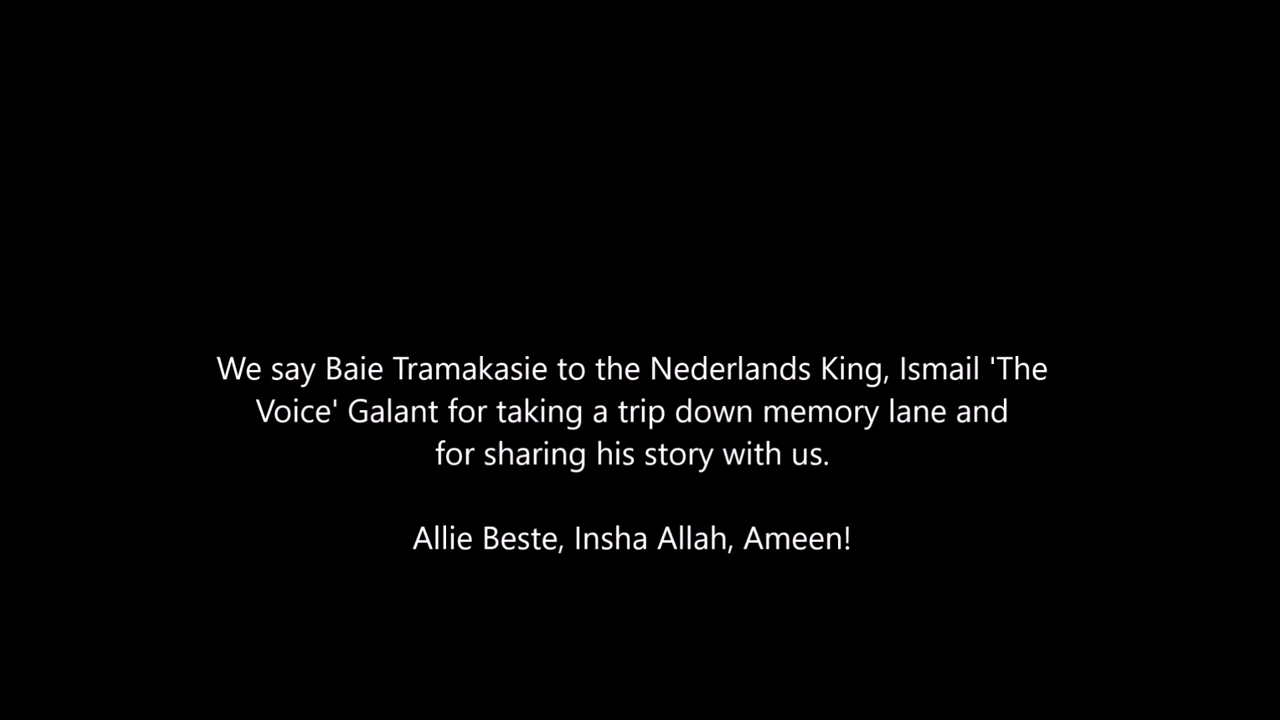 We say Baie Tramakasie to the Nederlands King, Ismail 'The
Voice' Galant for taking a trip down memory lane and
for sharing his story with us.
Allie Beste, Insha Allah, Ameen!